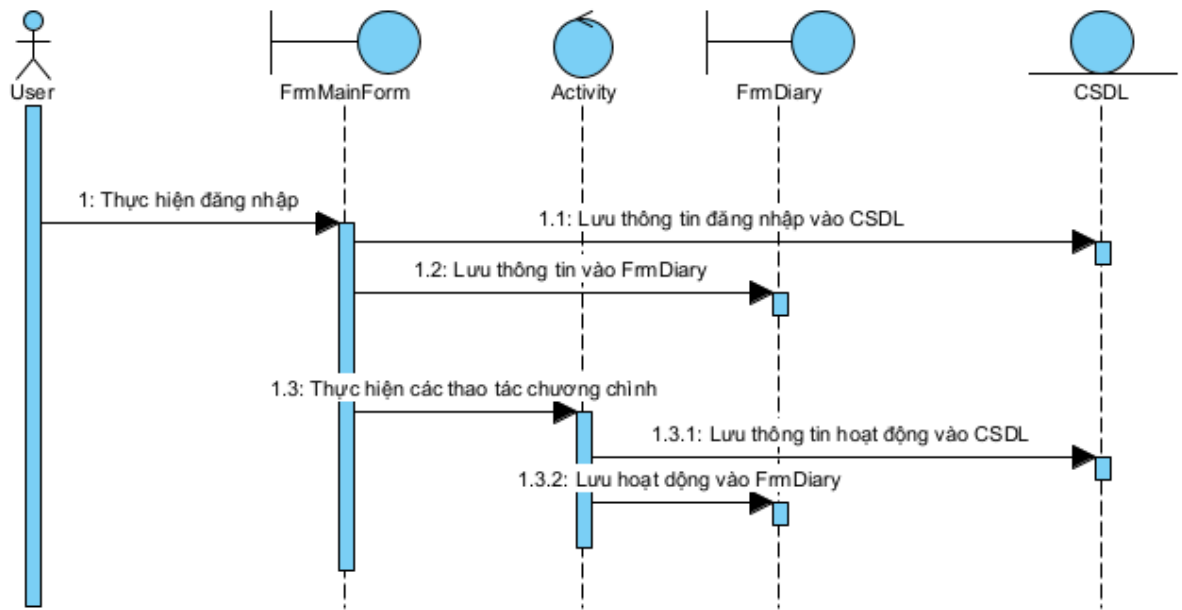 User
FrmMainForm
Activity
FrmDiary
CSDL
1: Thực hiện đăng nhập
1.1: Lưu thông tin đăng nhập vào CSDL
1.2: Lưu thông tin vào FrmDiary
1.3: Thực hiện các thao tác chương chình
1.3.1: Lưu thông tin hoạt động vào CSDL
1.3.2: Lưu hoạt dộng vào FrmDiary